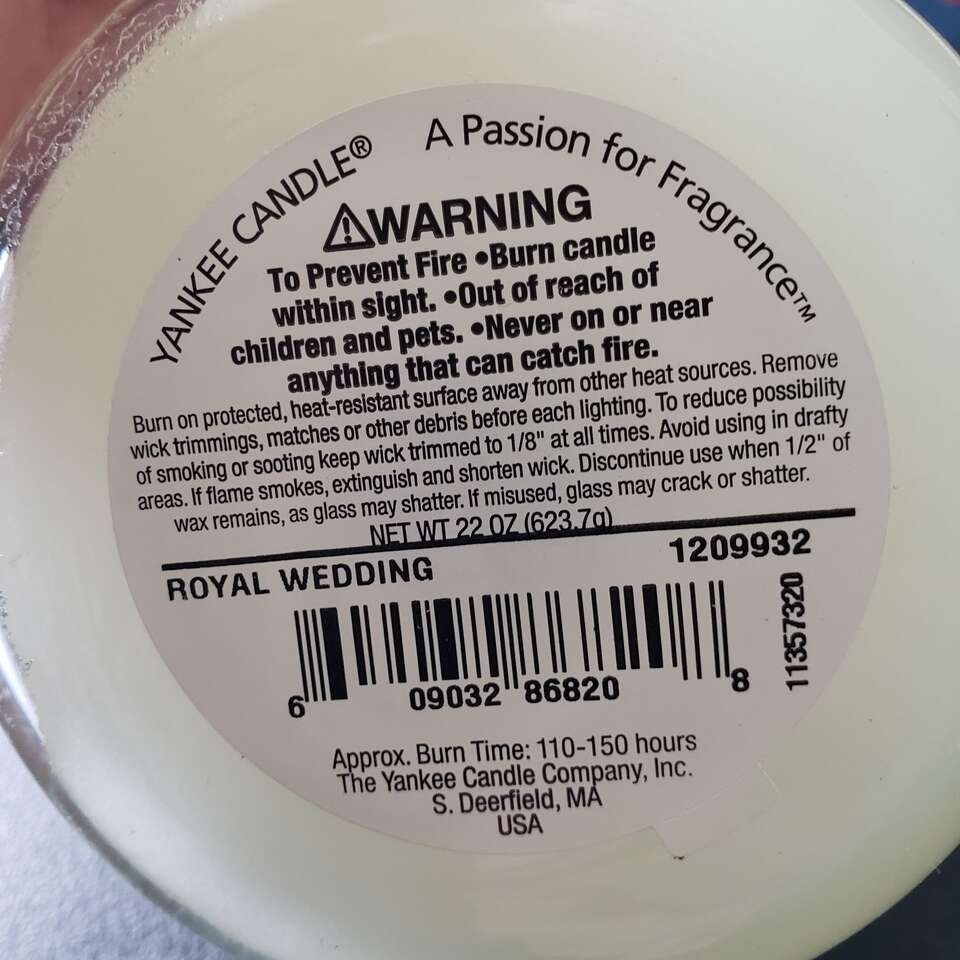 YANKEE CANDLE® A Passion for Fragrance™
⚠WARNING
To Prevent Fire •Burn candle
within sight. •Out of reach of
children and pets. •Never on or near
anything that can catch fire.
Burn on protected, heat-resistant surface away from other heat sources. Remove
wick trimmings, matches or other debris before each lighting. To reduce possibility
of smoking or sooting keep wick trimmed to 1/8" at all times. Avoid using in drafty
areas. If flame smokes, extinguish and shorten wick. Discontinue use when 1/2" of
wax remains, as glass may shatter. If misused, glass may crack or shatter.
NET WT 22 OZ (623.7g)
ROYAL WEDDING 1209932
11357320
6 09032 86820 8
Approx. Burn Time: 110-150 hours
The Yankee Candle Company, Inc.
S. Deerfield, MA
USA